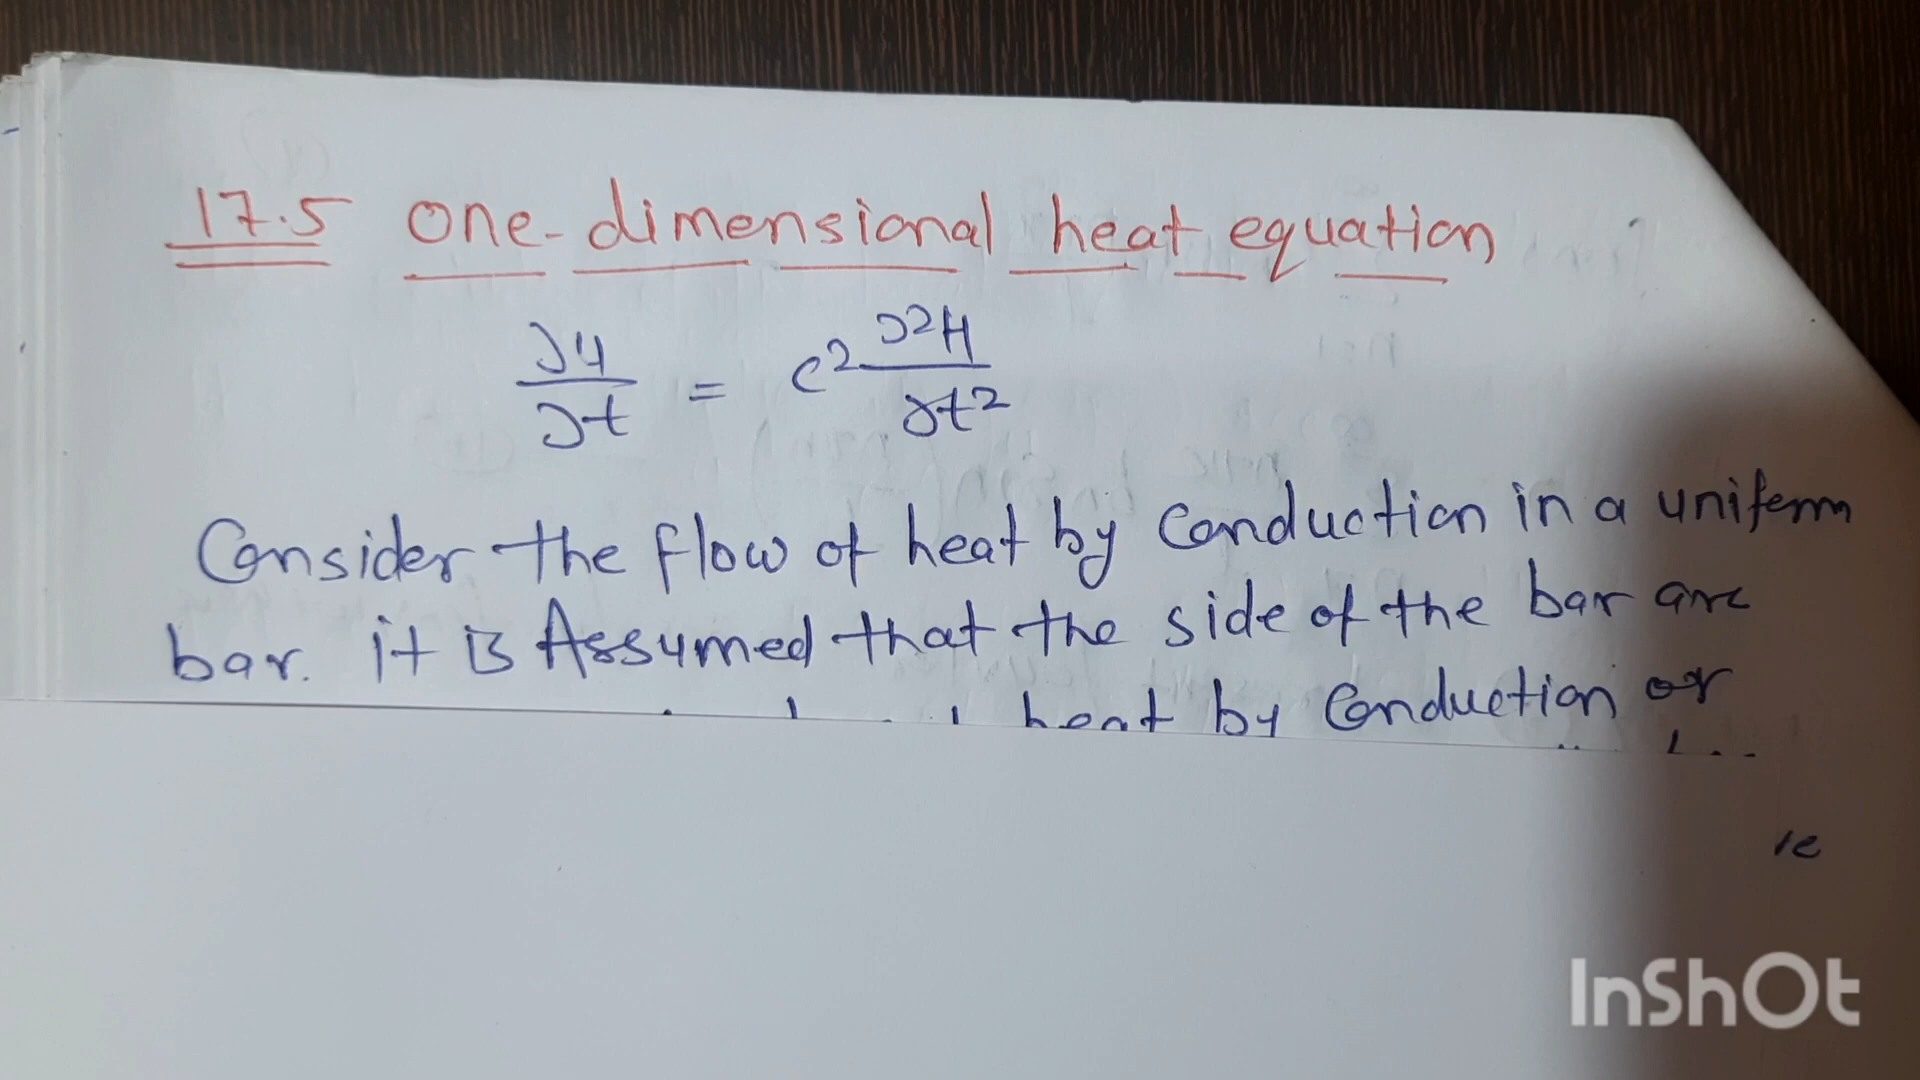 17.5 One-dimensional heat equation
∂u/∂t = c² ∂²u/∂t²
Consider the flow of heat by conduction in a uniform
bar. it is Assumed that the side of the bar are
heat by conduction or
InShOt